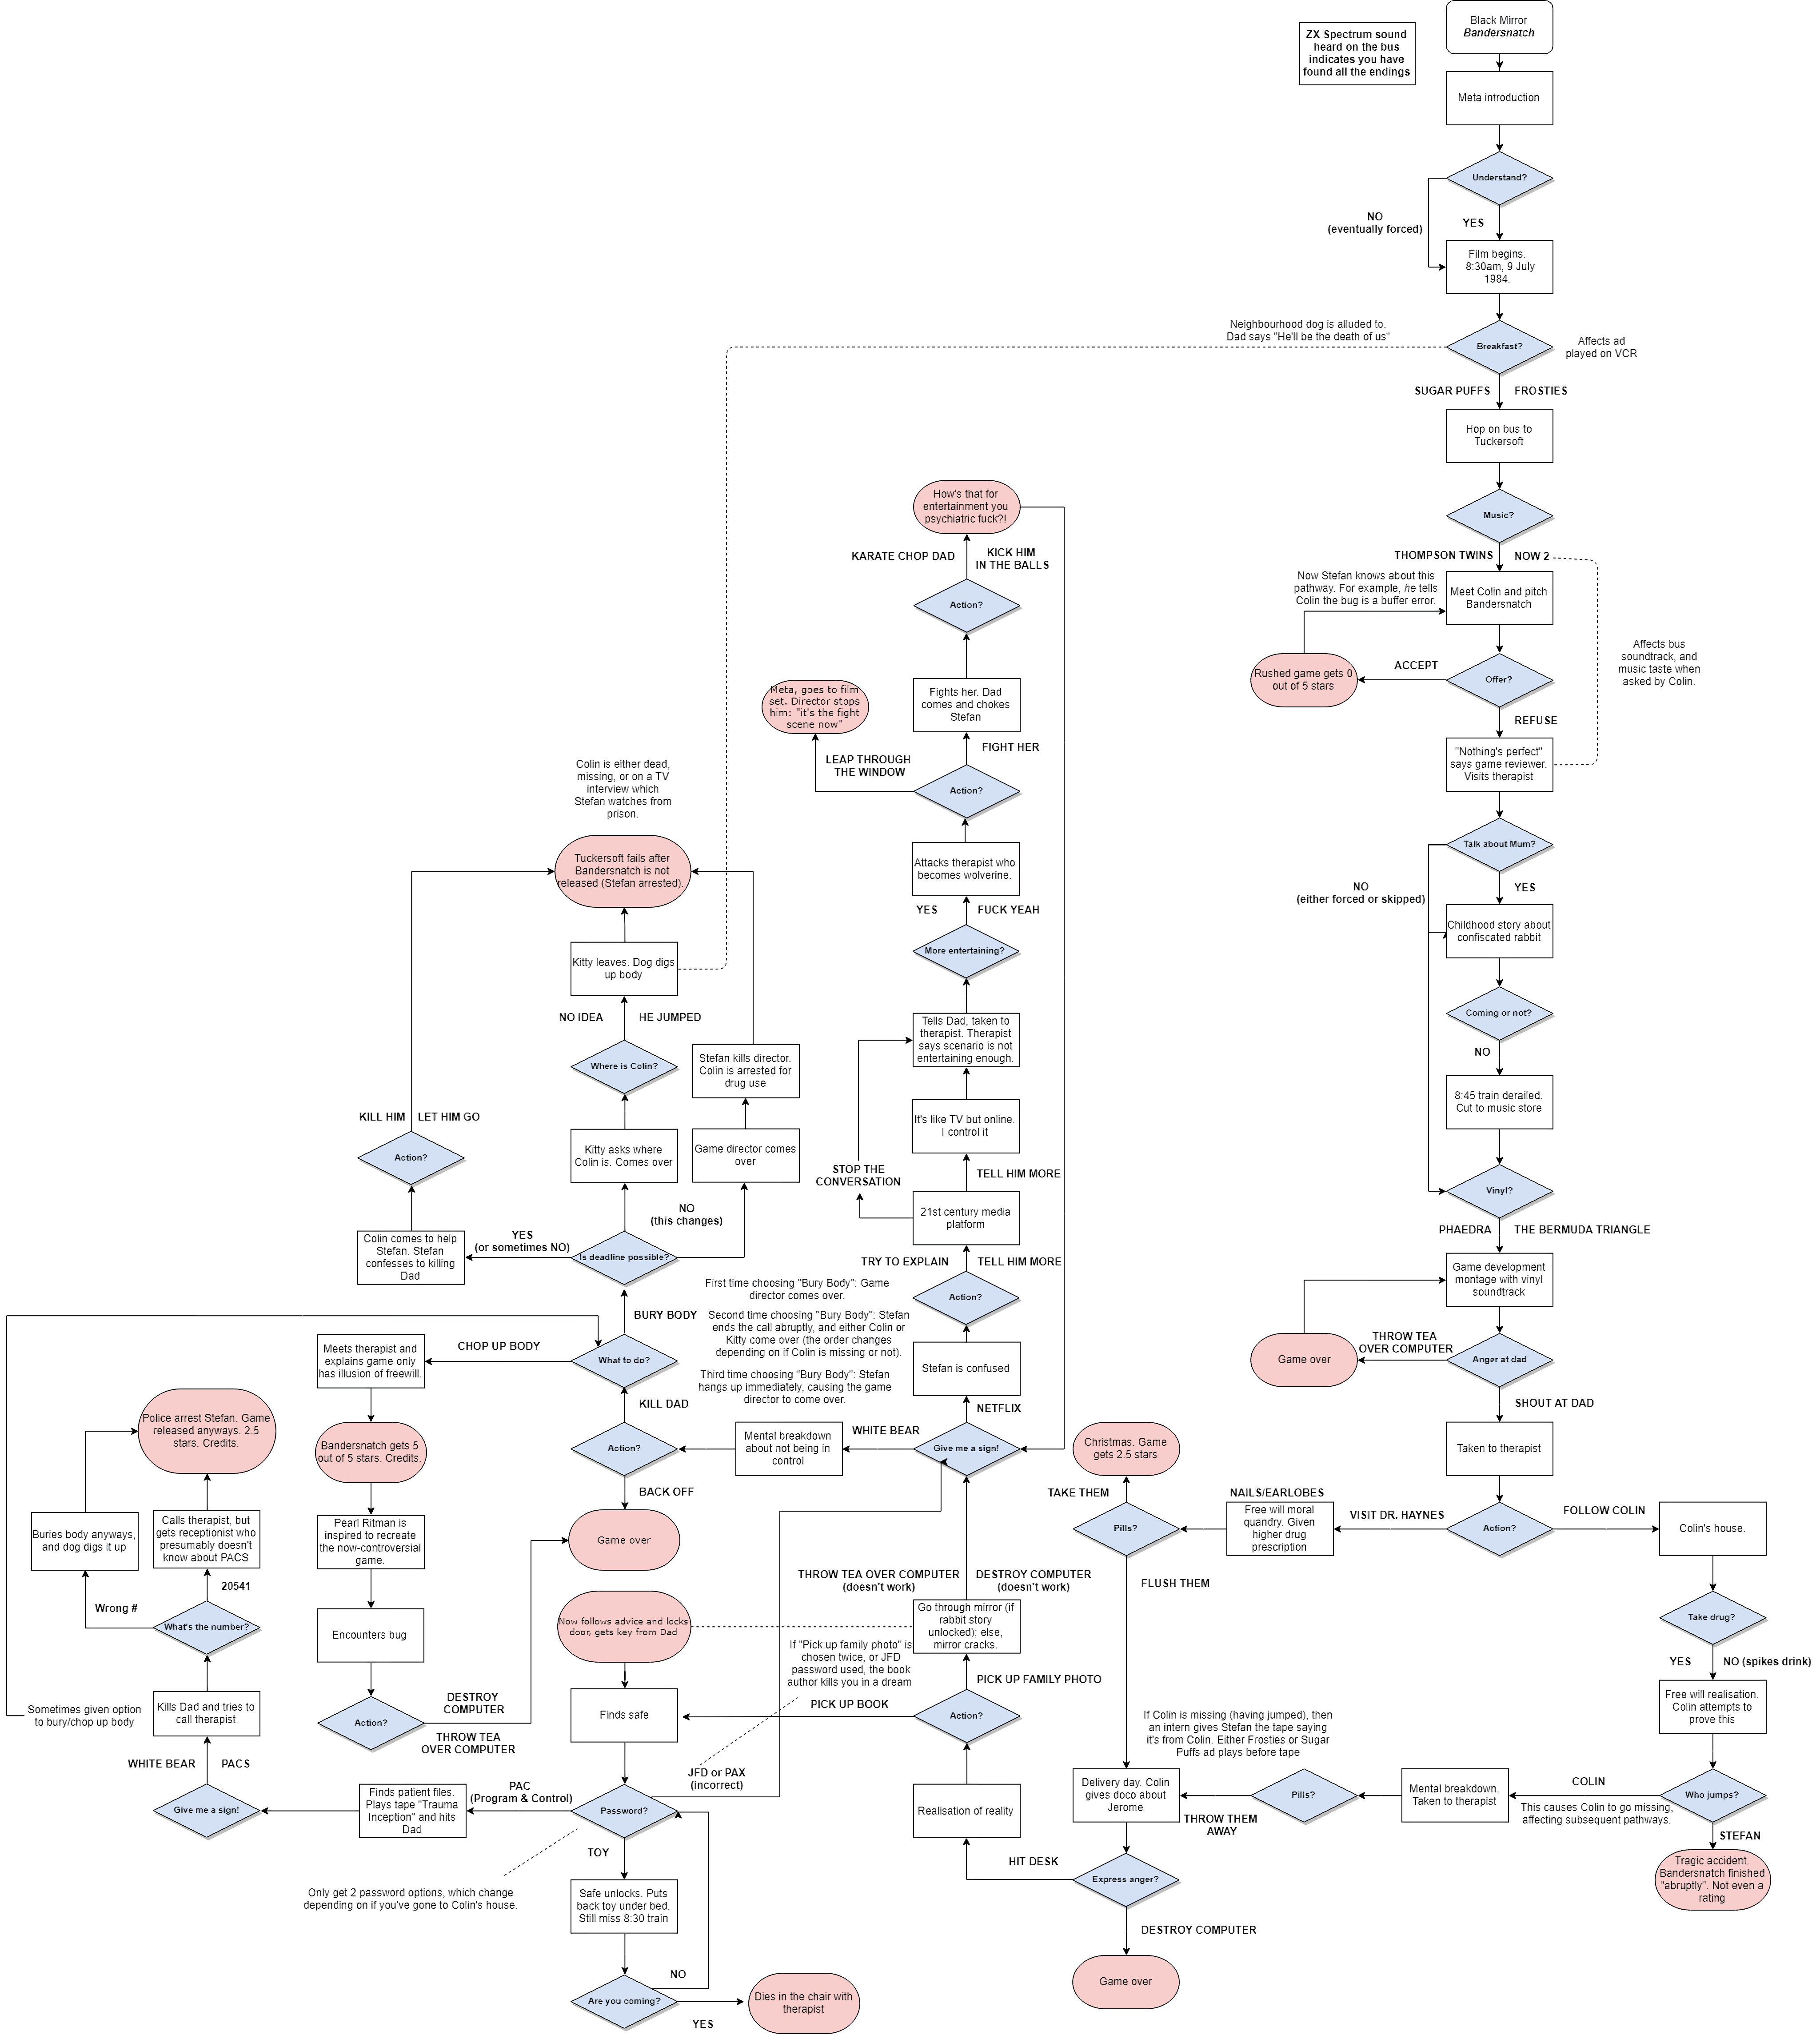 Black Mirror
Bandersnatch
ZX Spectrum sound
heard on the bus
indicates you have
found all the endings
Meta introduction
Understand?
NO
(eventually forced)
YES
Film begins.
8:30am, 9 July
1984.
Neighbourhood dog is alluded to.
Dad says "He'll be the death of us"
Breakfast?
Affects ad
played on VCR
SUGAR PUFFS
FROSTIES
Hop on bus to
Tuckersoft
Music?
THOMPSON TWINS
NOW 2
Now Stefan knows about this
pathway. For example, he tells
Colin the bug is a buffer error.
Meet Colin and pitch
Bandersnatch
Affects bus
soundtrack, and
music taste when
asked by Colin.
Rushed game gets 0
out of 5 stars
ACCEPT
Offer?
REFUSE
"Nothing's perfect"
says game reviewer.
Visits therapist
Talk about Mum?
NO
(either forced or skipped)
YES
Childhood story about
confiscated rabbit
Coming or not?
NO
8:45 train derailed.
Cut to music store
Vinyl?
PHAEDRA
THE BERMUDA TRIANGLE
Game development
montage with vinyl
soundtrack
Game over
THROW TEA
OVER COMPUTER
Anger at dad
SHOUT AT DAD
Taken to therapist
Action?
VISIT DR. HAYNES
FOLLOW COLIN
NAILS/EARLOBES
Free will moral
quandry. Given
higher drug
prescription
Pills?
TAKE THEM
Christmas. Game
gets 2.5 stars
FLUSH THEM
Colin's house.
Take drug?
YES
NO (spikes drink)
Free will realisation.
Colin attempts to
prove this
Who jumps?
COLIN
This causes Colin to go missing,
affecting subsequent pathways.
STEFAN
Tragic accident.
Bandersnatch finished
"abruptly". Not even a
rating
Mental breakdown.
Taken to therapist
Pills?
THROW THEM
AWAY
If Colin is missing (having jumped), then
an intern gives Stefan the tape saying
it's from Colin. Either Frosties or Sugar
Puffs ad plays before tape
Delivery day. Colin
gives doco about
Jerome
Express anger?
HIT DESK
DESTROY COMPUTER
Game over
Realisation of reality
Action?
PICK UP BOOK
PICK UP FAMILY PHOTO
Go through mirror (if
rabbit story
unlocked); else,
mirror cracks.
If "Pick up family photo" is
chosen twice, or JFD
password used, the book
author kills you in a dream
THROW TEA OVER COMPUTER
(doesn't work)
DESTROY COMPUTER
(doesn't work)
Give me a sign!
NETFLIX
WHITE BEAR
Stefan is confused
Action?
TRY TO EXPLAIN
TELL HIM MORE
21st century media
platform
STOP THE
CONVERSATION
TELL HIM MORE
It's like TV but online.
I control it
Tells Dad, taken to
therapist. Therapist
says scenario is not
entertaining enough.
More entertaining?
YES
FUCK YEAH
Attacks therapist who
becomes wolverine.
Action?
LEAP THROUGH
THE WINDOW
FIGHT HER
Meta, goes to film
set. Director stops
him: "it's the fight
scene now"
Fights her. Dad
comes and chokes
Stefan
Action?
KARATE CHOP DAD
KICK HIM
IN THE BALLS
How's that for
entertainment you
psychiatric fuck?!
Mental breakdown
about not being in
control
Action?
KILL DAD
BACK OFF
Game over
What to do?
BURY BODY
CHOP UP BODY
First time choosing "Bury Body": Game
director comes over.
Second time choosing "Bury Body": Stefan
ends the call abruptly, and either Colin or
Kitty come over (the order changes
depending on if Colin is missing or not).
Third time choosing "Bury Body": Stefan
hangs up immediately, causing the game
director to come over.
Is deadline possible?
YES
(or sometimes NO)
NO
(this changes)
Colin comes to help
Stefan. Stefan
confesses to killing
Dad
Action?
KILL HIM
LET HIM GO
Kitty asks where
Colin is. Comes over
Where is Colin?
NO IDEA
HE JUMPED
Kitty leaves. Dog digs
up body
Game director comes
over
Stefan kills director.
Colin is arrested for
drug use
Tuckersoft fails after
Bandersnatch is not
released (Stefan arrested).
Colin is either dead,
missing, or on a TV
interview which
Stefan watches from
prison.
Meets therapist and
explains game only
has illusion of freewill.
Bandersnatch gets 5
out of 5 stars. Credits.
Pearl Ritman is
inspired to recreate
the now-controversial
game.
Encounters bug
Action?
DESTROY
COMPUTER
THROW TEA
OVER COMPUTER
Now follows advice and locks
door, gets key from Dad
Finds safe
Password?
JFD or PAX
(incorrect)
PAC
(Program & Control)
TOY
Only get 2 password options, which change
depending on if you've gone to Colin's house.
Safe unlocks. Puts
back toy under bed.
Still miss 8:30 train
Are you coming?
NO
YES
Dies in the chair with
therapist
Finds patient files.
Plays tape "Trauma
Inception" and hits
Dad
Give me a sign!
WHITE BEAR
PACS
Kills Dad and tries to
call therapist
Sometimes given option
to bury/chop up body
What's the number?
Wrong #
20541
Buries body anyways,
and dog digs it up
Calls therapist, but
gets receptionist who
presumably doesn't
know about PACS
Police arrest Stefan. Game
released anyways. 2.5
stars. Credits.